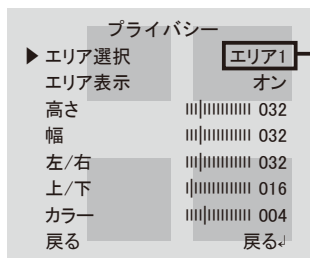 プライバシー
▶ エリア選択 エリア1
エリア表示 オン
高さ 032
幅 032
左/右 032
上/下 016
カラー 004
戻る 戻る↲